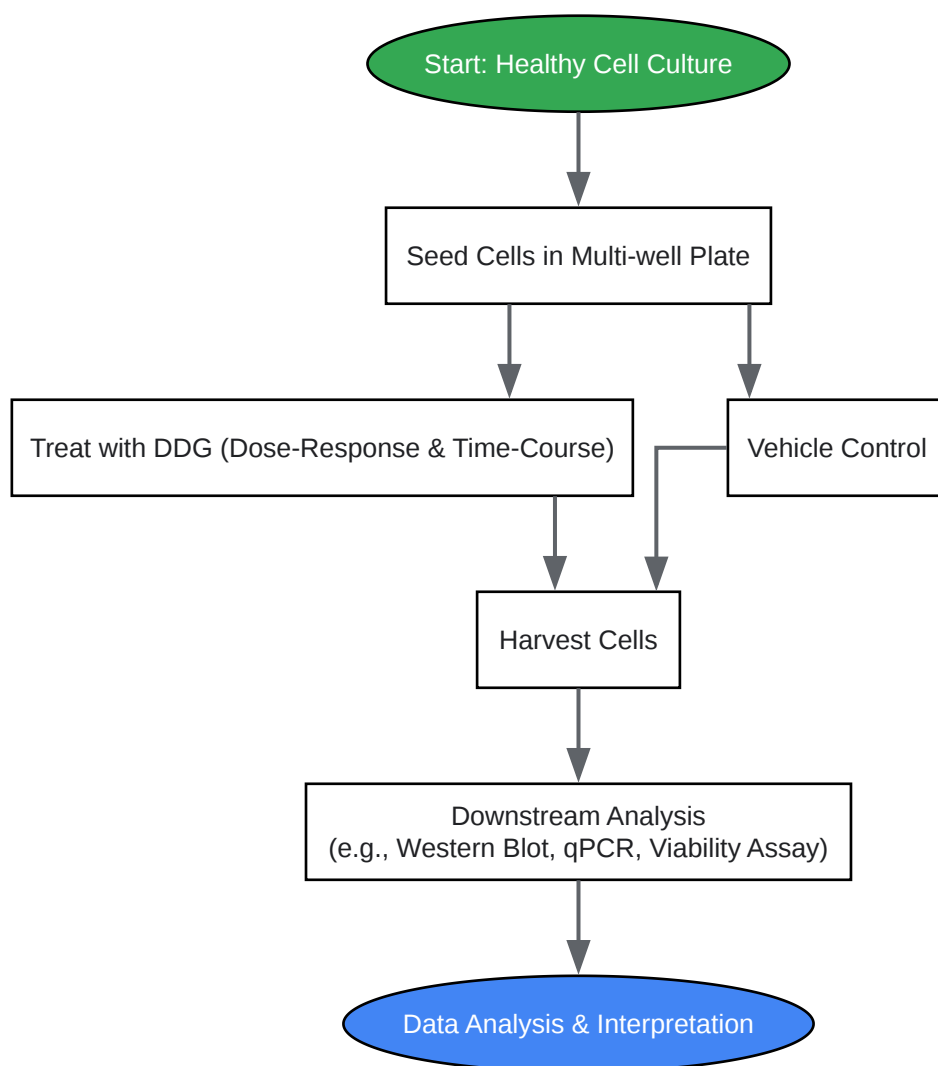 Start: Healthy Cell Culture
Seed Cells in Multi-well Plate
Treat with DDG (Dose-Response & Time-Course)
Vehicle Control
Harvest Cells
Downstream Analysis
(e.g., Western Blot, qPCR, Viability Assay)
Data Analysis & Interpretation